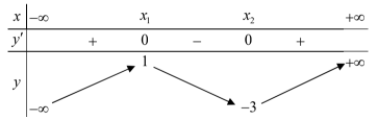 x −∞ x₁ x₂ +∞
y′ + 0 − 0 +
1 +∞
y
−∞ −3